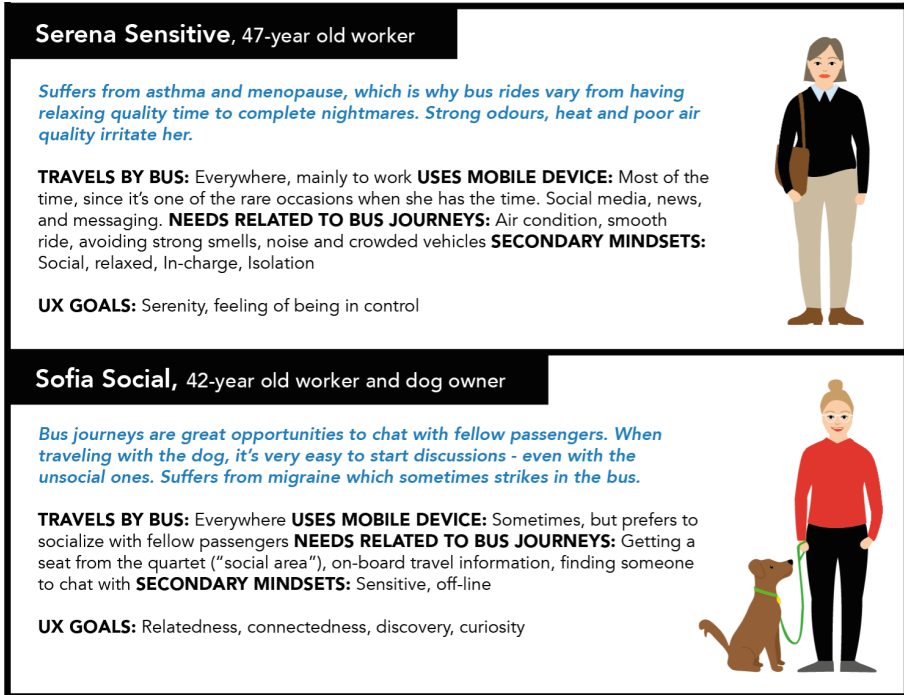 Serena Sensitive, 47-year old worker
Suffers from asthma and menopause, which is why bus rides vary from having
relaxing quality time to complete nightmares. Strong odours, heat and poor air
quality irritate her.
TRAVELS BY BUS: Everywhere, mainly to work USES MOBILE DEVICE: Most of the
time, since it’s one of the rare occasions when she has the time. Social media, news,
and messaging. NEEDS RELATED TO BUS JOURNEYS: Air condition, smooth
ride, avoiding strong smells, noise and crowded vehicles SECONDARY MINDSETS:
Social, relaxed, In-charge, Isolation
UX GOALS: Serenity, feeling of being in control
Sofia Social, 42-year old worker and dog owner
Bus journeys are great opportunities to chat with fellow passengers. When
traveling with the dog, it’s very easy to start discussions - even with the
unsocial ones. Suffers from migraine which sometimes strikes in the bus.
TRAVELS BY BUS: Everywhere USES MOBILE DEVICE: Sometimes, but prefers to
socialize with fellow passengers NEEDS RELATED TO BUS JOURNEYS: Getting a
seat from the quartet (“social area”), on-board travel information, finding someone
to chat with SECONDARY MINDSETS: Sensitive, off-line
UX GOALS: Relatedness, connectedness, discovery, curiosity